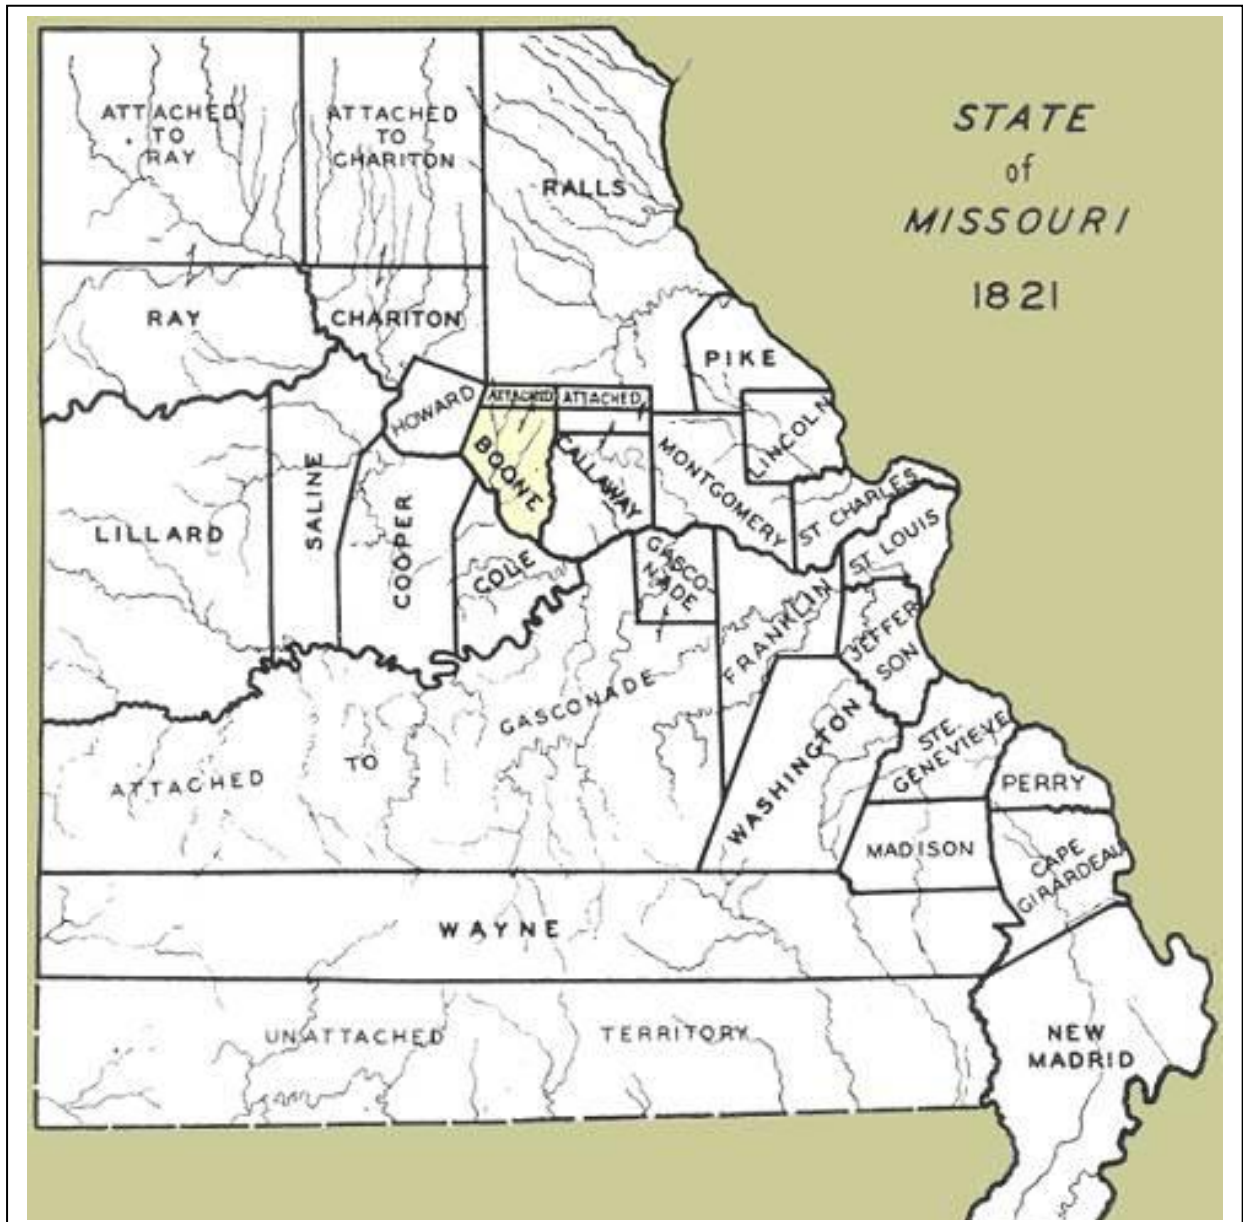 STATE
of
MISSOURI
1821
ATTACHED
TO
RAY
ATTACHED
TO
CHARITON
RALLS
RAY
CHARITON
PIKE
HOWARD
ATTACHED
ATTACHED
LINCOLN
BOONE
CALLAWAY
MONTGOMERY
ST CHARLES
ST. LOUIS
LILLARD
SALINE
COOPER
COLE
GASCO-
NADE
FRANKLIN
JEFFER
SON
ATTACHED
TO
GASCONADE
WASHINGTON
STE.
GENEVIEVE
PERRY
MADISON
CAPE
GIRARDEAU
WAYNE
UNATTACHED
TERRITORY
NEW
MADRID